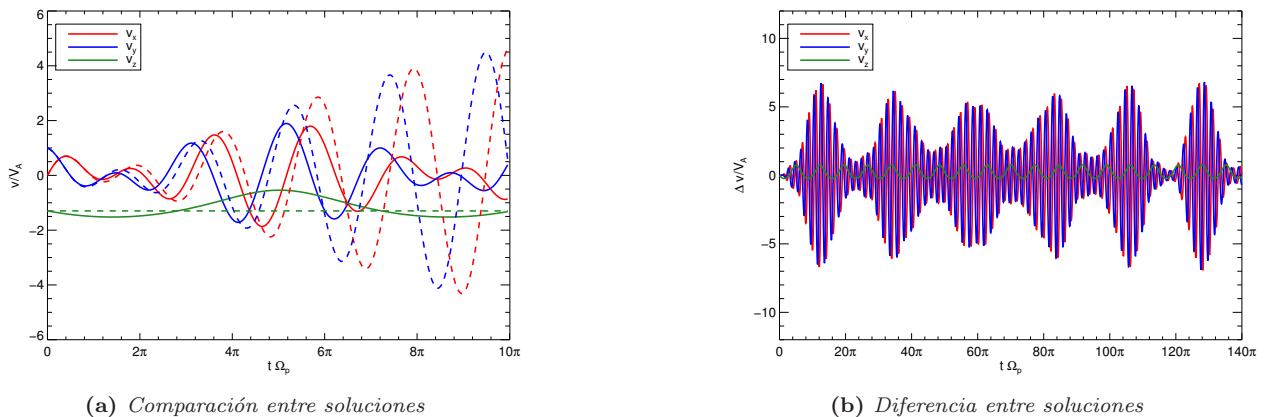 6
4
2
0
−2
−4
−6
v/v_A
v_x
v_y
v_z
0
2π
4π
6π
8π
10π
t Ω_p
(a) Comparación entre soluciones
10
5
0
−5
−10
Δ v/v_A
v_x
v_y
v_z
0
20π
40π
60π
80π
100π
120π
140π
t Ω_p
(b) Diferencia entre soluciones